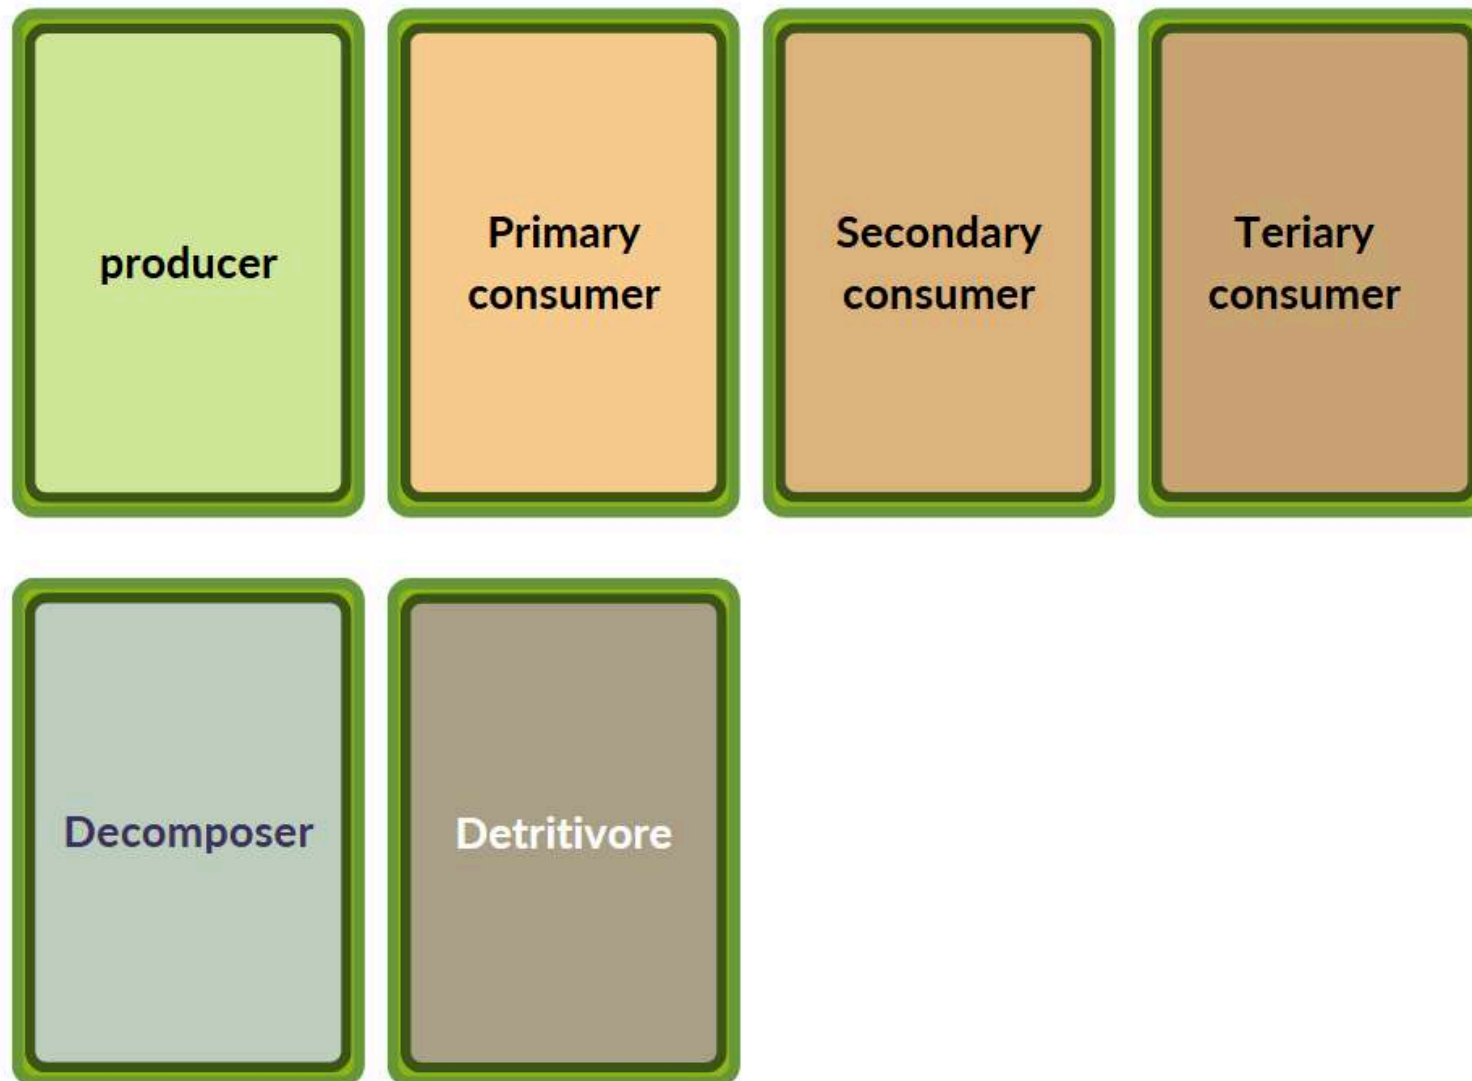 producer
Primary
consumer
Secondary
consumer
Teriary
consumer
Decomposer
Detritivore